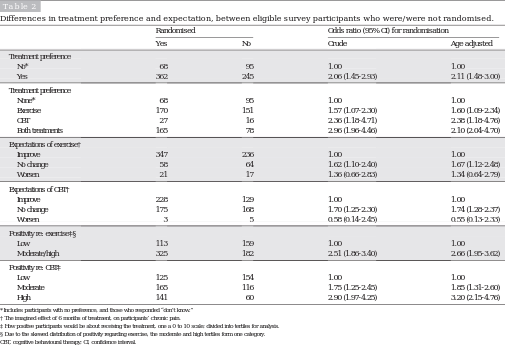 Table 2
Differences in treatment preference and expectation, between eligible survey participants who were/were not randomised.
Randomised Odds ratio (95% CI) for randomisation
Yes No Crude Age adjusted
Treatment preference
No* 68 95 1.00 1.00
Yes 362 245 2.06 (1.45-2.93) 2.11 (1.48-3.00)
Treatment preference
None* 68 95 1.00 1.00
Exercise 170 151 1.57 (1.07-2.30) 1.60 (1.09-2.34)
CBT 27 16 2.36 (1.18-4.71) 2.38 (1.18-4.76)
Both treatments 165 78 2.96 (1.96-4.46) 2.10 (2.04-4.70)
Expectations of exercise†
Improve 347 236 1.00 1.00
No change 58 64 1.62 (1.10-2.40) 1.67 (1.12-2.48)
Worsen 21 17 1.36 (0.66-2.83) 1.34 (0.64-2.79)
Expectations of CBT†
Improve 228 129 1.00 1.00
No change 175 168 1.70 (1.25-2.30) 1.74 (1.28-2.37)
Worsen 3 5 0.58 (0.14-2.45) 0.55 (0.13-2.33)
Positivity re: exercise‡§
Low 113 159 1.00 1.00
Moderate/high 325 182 2.51 (1.86-3.40) 2.66 (1.95-3.62)
Positivity re: CBT‡
Low 125 154 1.00 1.00
Moderate 165 116 1.75 (1.25-2.45) 1.85 (1.31-2.60)
High 141 60 2.90 (1.97-4.25) 3.20 (2.15-4.76)
* Includes participants with no preference, and those who responded “don’t know.”
† The imagined effect of 6 months of treatment, on participants’ chronic pain.
‡ How positive participants would be about receiving the treatment, one a 0 to 10 scale: divided into tertiles for analysis.
§ Due to the skewed distribution of positivity regarding exercise, the moderate and high tertiles form one category.
CBT, cognitive behavioural therapy; CI, confidence interval.